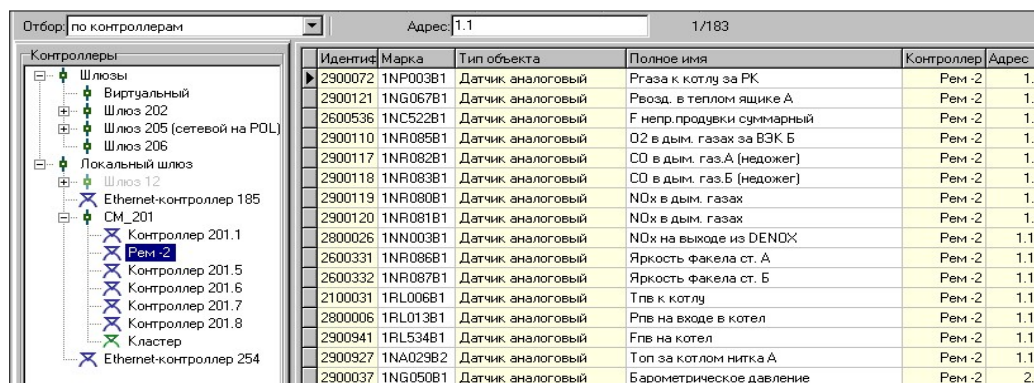 Отбор: по контроллерам Адрес: 1.1 1/183
Контроллеры
Шлюзы
Виртуальный
Шлюз 202
Шлюз 205 (сетевой на POL)
Шлюз 206
Локальный шлюз
Шлюз 12
Ethernet-контроллер 185
CM_201
Контроллер 201.1
Рем -2
Контроллер 201.5
Контроллер 201.6
Контроллер 201.7
Контроллер 201.8
Кластер
Ethernet-контроллер 254
Идентиф Марка Тип объекта Полное имя Контроллер Адрес
2900072 1NP003B1 Датчик аналоговый Pгаза к котлу за РК Рем -2 1.
2900121 1NG067B1 Датчик аналоговый Рвозд. в теплом ящике А Рем -2 1.
2600536 1NC522B1 Датчик аналоговый F непр.продувки суммарный Рем -2 1.
2900110 1NR085B1 Датчик аналоговый O2 в дым. газах за ВЭК Б Рем -2 1.
2900117 1NR082B1 Датчик аналоговый CO в дым. газ.А (недожег) Рем -2 1.
2900118 1NR083B1 Датчик аналоговый CO в дым. газ.Б (недожег) Рем -2 1.
2900119 1NR080B1 Датчик аналоговый NOx в дым. газах Рем -2 1.
2900120 1NR081B1 Датчик аналоговый NOx в дым. газах Рем -2 1.
2800026 1NN003B1 Датчик аналоговый NOx на выходе из DENOX Рем -2 1.1
2600331 1NR086B1 Датчик аналоговый Яркость факела ст. А Рем -2 1.1
2600332 1NR087B1 Датчик аналоговый Яркость факела ст. Б Рем -2 1.1
2100031 1RL006B1 Датчик аналоговый Тпв к котлу Рем -2 1.1
2800006 1RL013B1 Датчик аналоговый Рпв на входе в котел Рем -2 1.1
2900941 1RL534B1 Датчик аналоговый Fпв на котел Рем -2 1.1
2900927 1NA029B2 Датчик аналоговый Топ за котлом нитка А Рем -2 1.1
2900037 1NG050B1 Датчик аналоговый Барометрическое давление Рем -2 2.